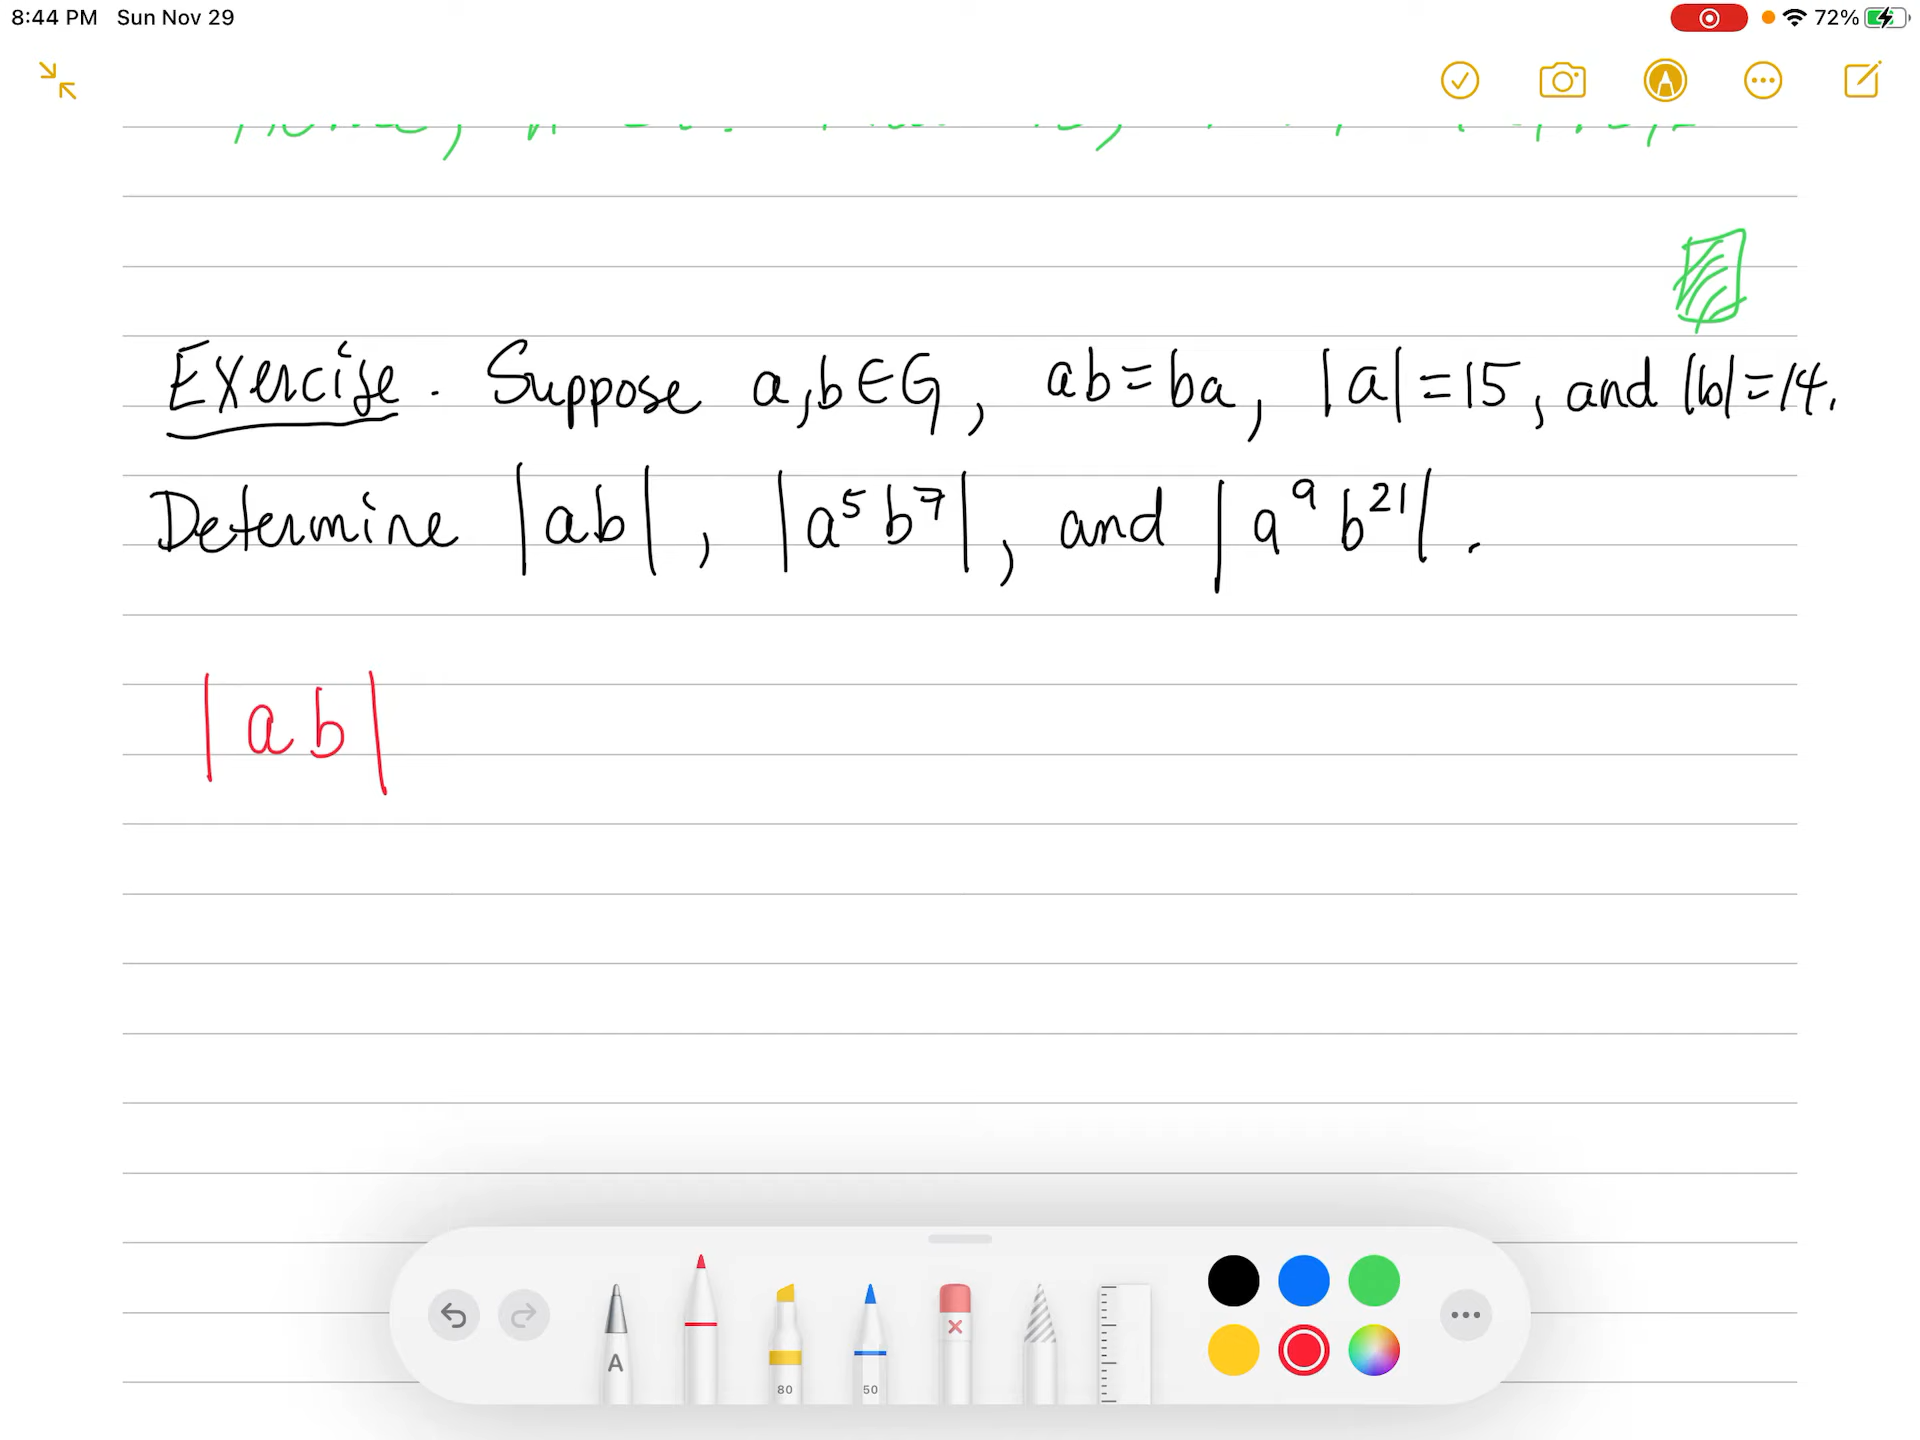 8:44 PM Sun Nov 29
72%
Exercise. Suppose a,b∈G, ab=ba, |a|=15, and |b|=14.
Determine |ab|, |a⁵b⁷|, and |a⁹b²¹|.
|ab|
A
80
50